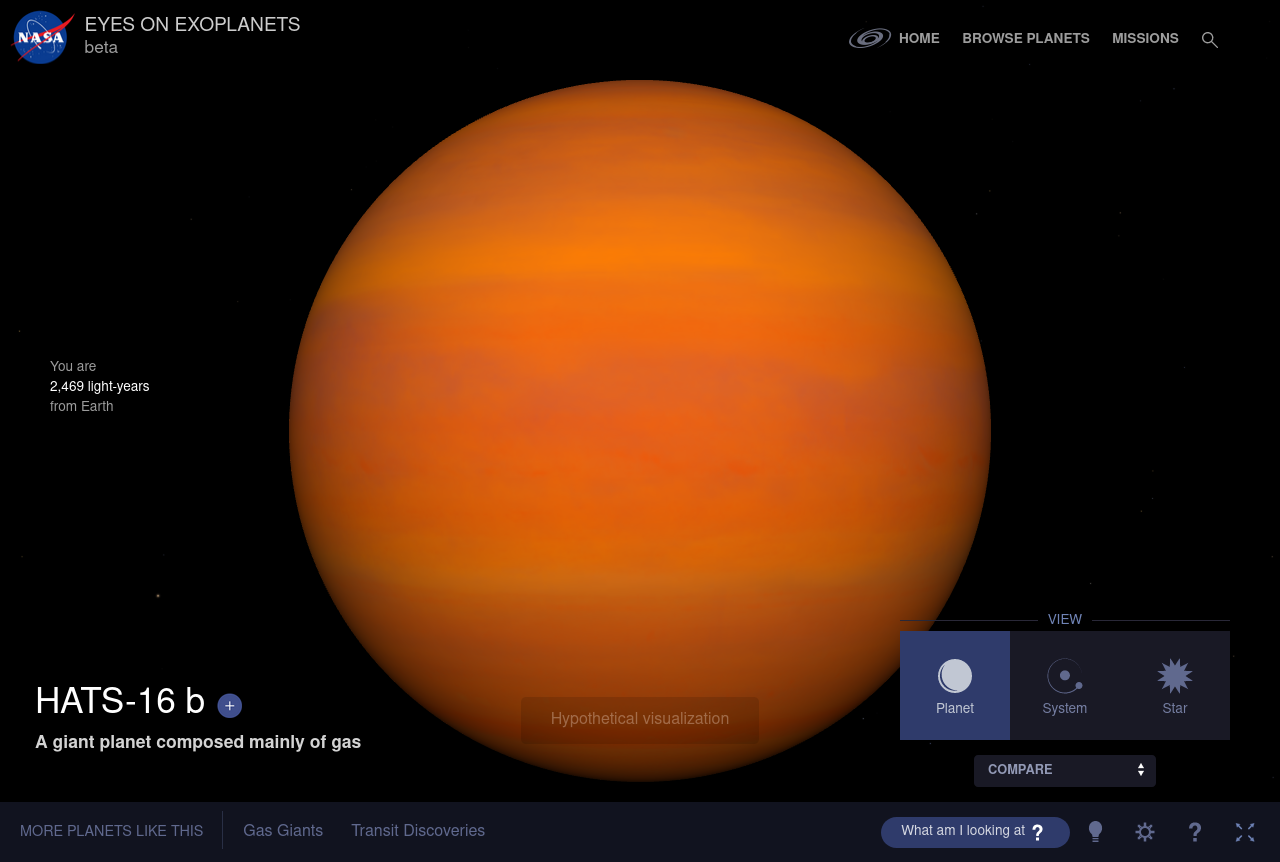 NASA
EYES ON EXOPLANETS
beta
HOME
BROWSE PLANETS
MISSIONS
You are
2,469 light-years
from Earth
VIEW
Planet
System
Star
HATS-16 b +
A giant planet composed mainly of gas
Hypothetical visualization
COMPARE
MORE PLANETS LIKE THIS
Gas Giants
Transit Discoveries
What am I looking at ?
?